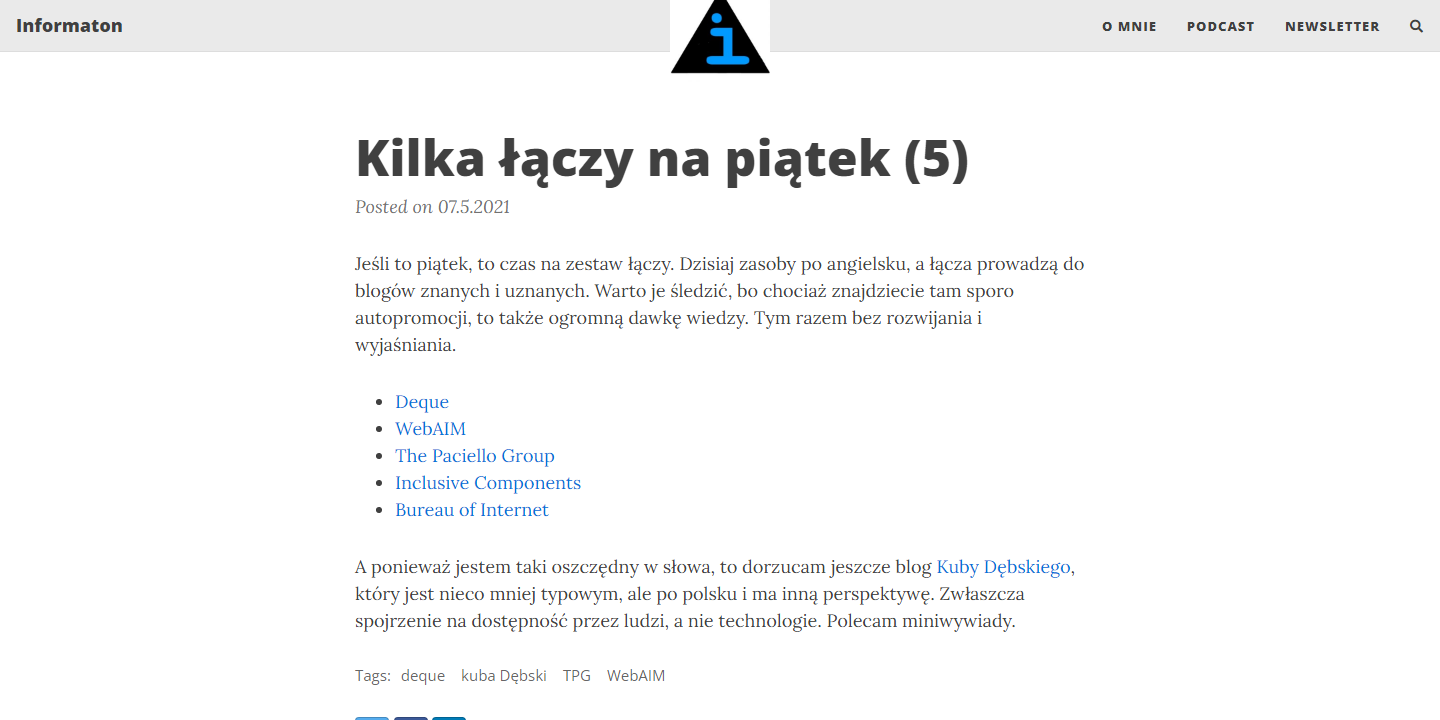 Informaton
i
O MNIE
PODCAST
NEWSLETTER
Kilka łączy na piątek (5)
Posted on 07.5.2021
Jeśli to piątek, to czas na zestaw łączy. Dzisiaj zasoby po angielsku, a łącza prowadzą do
blogów znanych i uznanych. Warto je śledzić, bo chociaż znajdziecie tam sporo
autopromocji, to także ogromną dawkę wiedzy. Tym razem bez rozwijania i
wyjaśniania.
Deque
WebAIM
The Paciello Group
Inclusive Components
Bureau of Internet
A ponieważ jestem taki oszczędny w słowa, to dorzucam jeszcze blog Kuby Dębskiego,
który jest nieco mniej typowym, ale po polsku i ma inną perspektywę. Zwłaszcza
spojrzenie na dostępność przez ludzi, a nie technologie. Polecam miniwywiady.
Tags: deque kuba Dębski TPG WebAIM